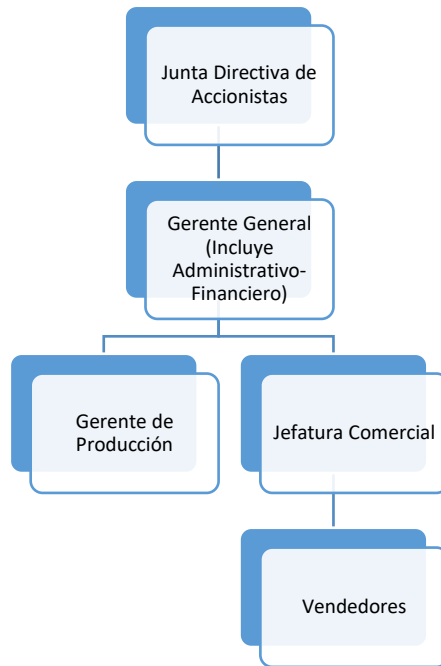 Junta Directiva de
Accionistas
Gerente General
(Incluye
Administrativo-
Financiero)
Gerente de
Producción
Jefatura Comercial
Vendedores